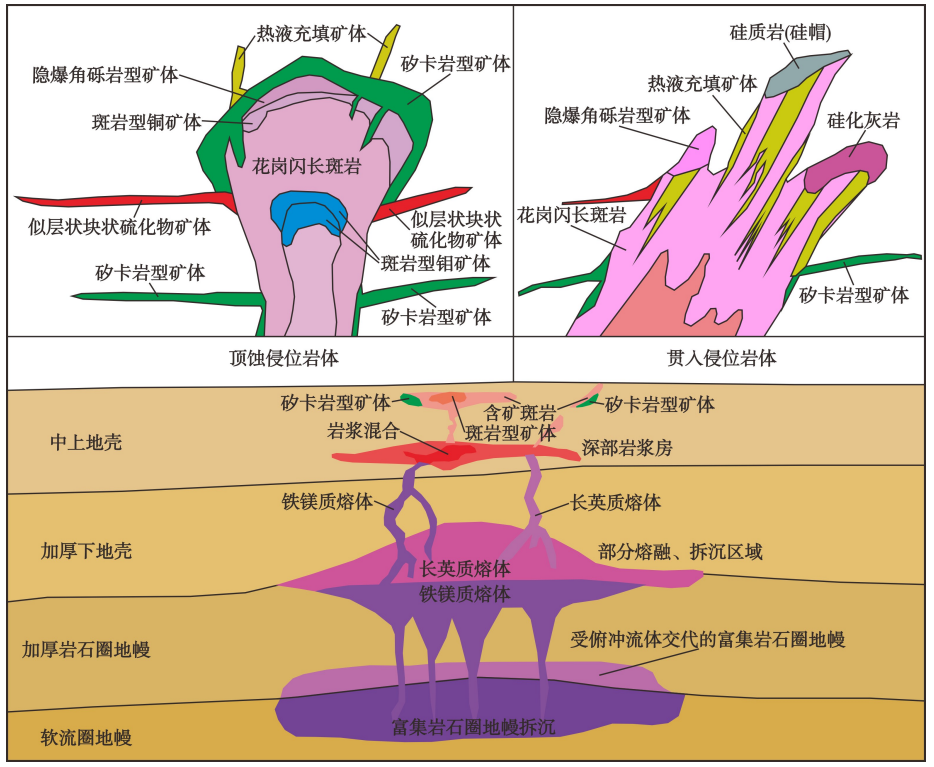 热液充填矿体
隐爆角砾岩型矿体
矽卡岩型矿体
斑岩型铜矿体
花岗闪长斑岩
似层状块状硫化物矿体
似层状块状
硫化物矿体
斑岩型钼矿体
矽卡岩型矿体
矽卡岩型矿体
顶蚀侵位岩体
硅质岩(硅帽)
热液充填矿体
隐爆角砾岩型矿体
硅化灰岩
花岗闪长斑岩
矽卡岩型矿体
贯入侵位岩体
矽卡岩型矿体
含矿斑岩
矽卡岩型矿体
岩浆混合
斑岩型矿体
中上地壳
深部岩浆房
铁镁质熔体
长英质熔体
加厚下地壳
部分熔融、拆沉区域
长英质熔体
铁镁质熔体
加厚岩石圈地幔
受俯冲流体交代的富集岩石圈地幔
富集岩石圈地幔拆沉
软流圈地幔